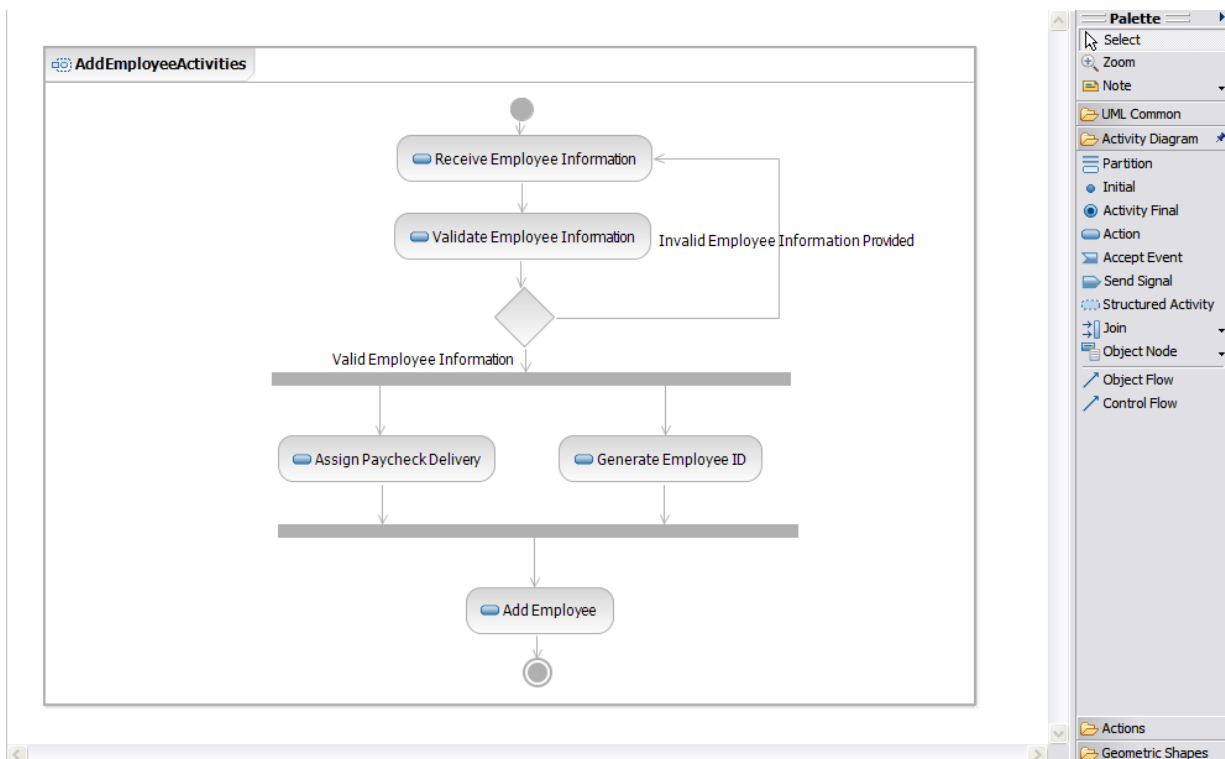 AddEmployeeActivities
Receive Employee Information
Validate Employee Information
Invalid Employee Information Provided
Valid Employee Information
Assign Paycheck Delivery
Generate Employee ID
Add Employee
Palette
Select
Zoom
Note
UML Common
Activity Diagram
Partition
Initial
Activity Final
Action
Accept Event
Send Signal
Structured Activity
Join
Object Node
Object Flow
Control Flow
Actions
Geometric Shapes